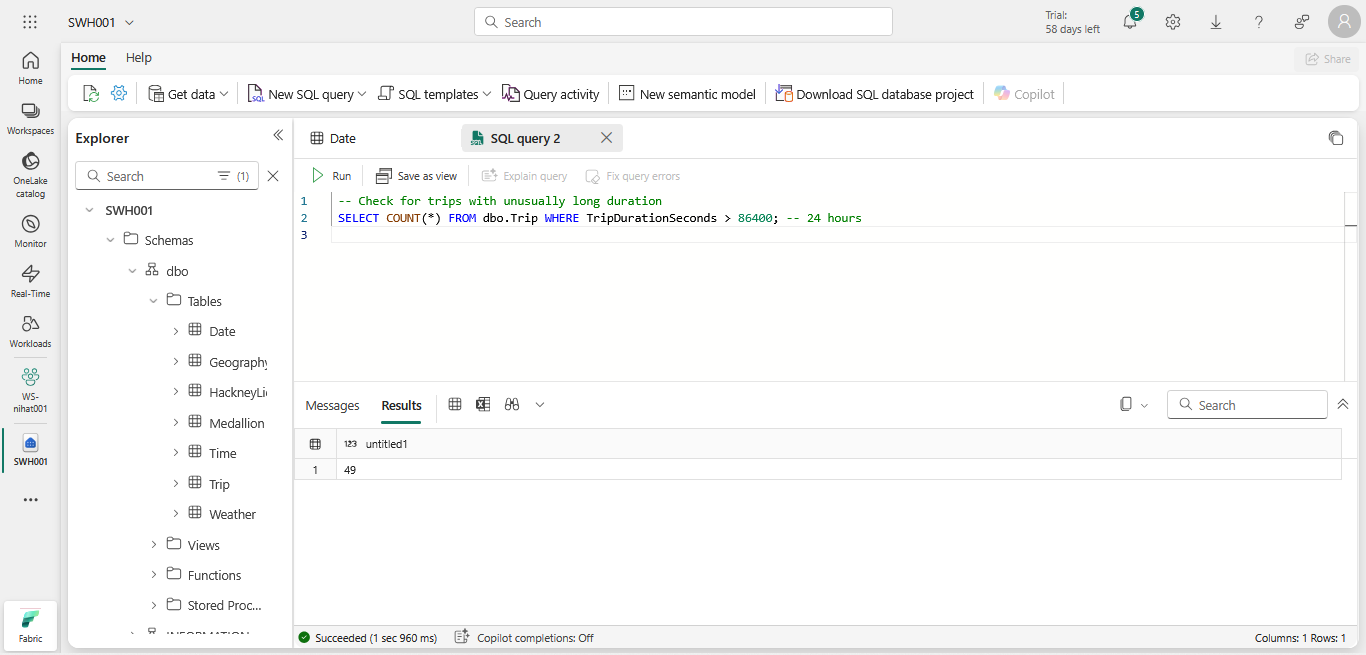 SWH001
Search
Trial:
58 days left
5
Home
Help
Share
Get data
New SQL query
SQL templates
Query activity
New semantic model
Download SQL database project
Copilot
Home
Workspaces
OneLake
catalog
Monitor
Real-Time
Workloads
WS-
nihat001
SWH001
Fabric
Explorer
Search
(1)
SWH001
Schemas
dbo
Tables
Date
Geography
HackneyLi
Medallion
Time
Trip
Weather
Views
Functions
Stored Proc...
INFORMATION
Date
SQL query 2
Run
Save as view
Explain query
Fix query errors
1 -- Check for trips with unusually long duration
2 SELECT COUNT(*) FROM dbo.Trip WHERE TripDurationSeconds > 86400; -- 24 hours
3
Messages
Results
Search
123 untitled1
1 49
Succeeded (1 sec 960 ms)
Copilot completions: Off
Columns: 1 Rows: 1